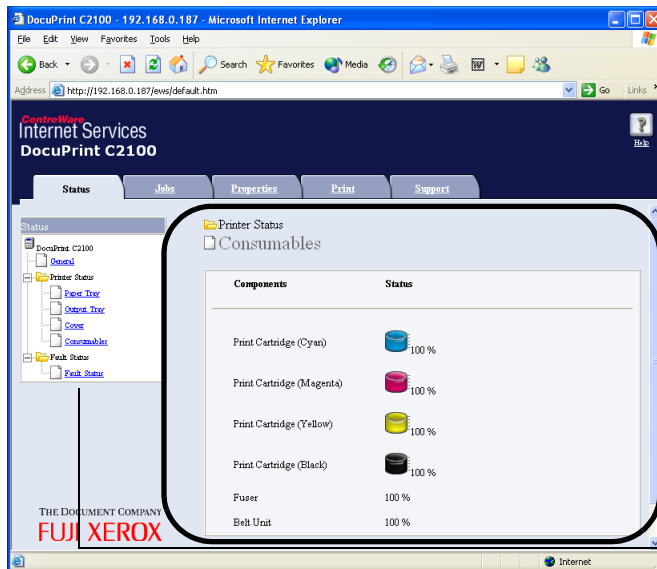 DocuPrint C2100 - 192.168.0.187 - Microsoft Internet Explorer
File Edit View Favorites Tools Help
Back Search Favorites Media
Address http://192.168.0.187/ews/default.htm Go Links
CentreWare
Internet Services
DocuPrint C2100
Help
Status Jobs Properties Print Support
Status
DocuPrint C2100
General
Printer Status
Paper Tray
Output Tray
Cover
Consumables
Fault Status
Fault Status
Printer Status
Consumables
Components Status
Print Cartridge (Cyan) 100 %
Print Cartridge (Magenta) 100 %
Print Cartridge (Yellow) 100 %
Print Cartridge (Black) 100 %
Fuser 100 %
Belt Unit 100 %
THE DOCUMENT COMPANY
FUJI XEROX
Internet